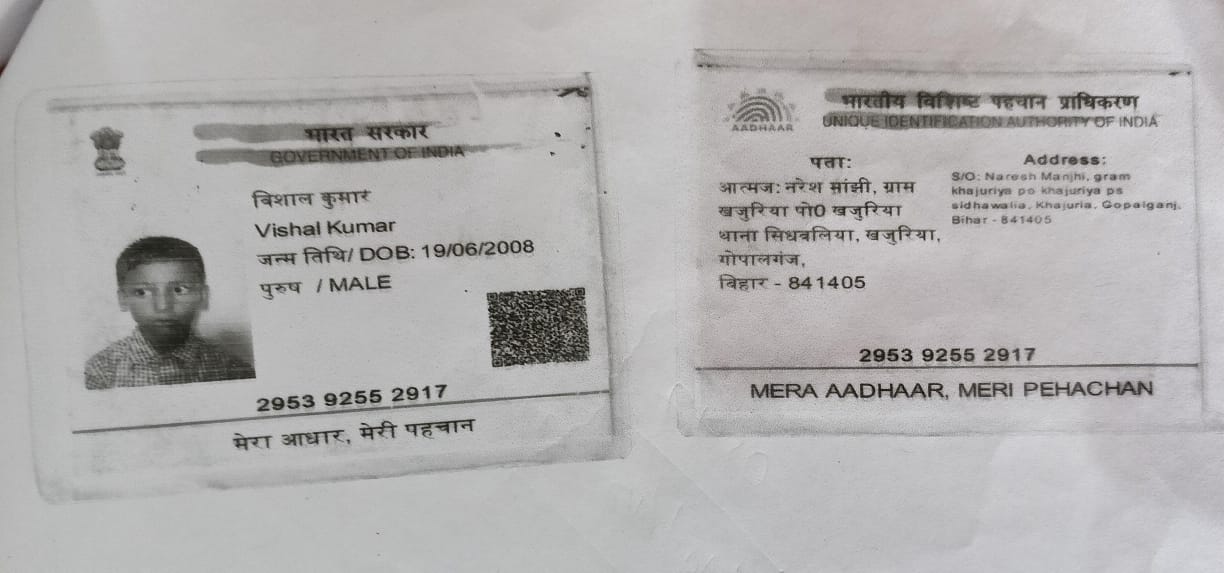 भारत सरकार
GOVERNMENT OF INDIA
विशाल कुमार
Vishal Kumar
जन्म तिथि/ DOB: 19/06/2008
पुरुष / MALE
2953 9255 2917
मेरा आधार, मेरी पहचान
भारतीय विशिष्ट पहचान प्राधिकरण
AADHAAR
UNIQUE IDENTIFICATION AUTHORITY OF INDIA
पता:
आत्मज: नरेश मांझी, ग्राम
खजुरिया पो0 खजुरिया
थाना सिधवलिया, खजुरिया,
गोपालगंज,
बिहार - 841405
Address:
S/O: Naresh Manjhi, gram
khajuriya po khajuriya ps
sidhawalia, Khajuria, Gopalganj,
Bihar - 841405
2953 9255 2917
MERA AADHAAR, MERI PEHACHAN